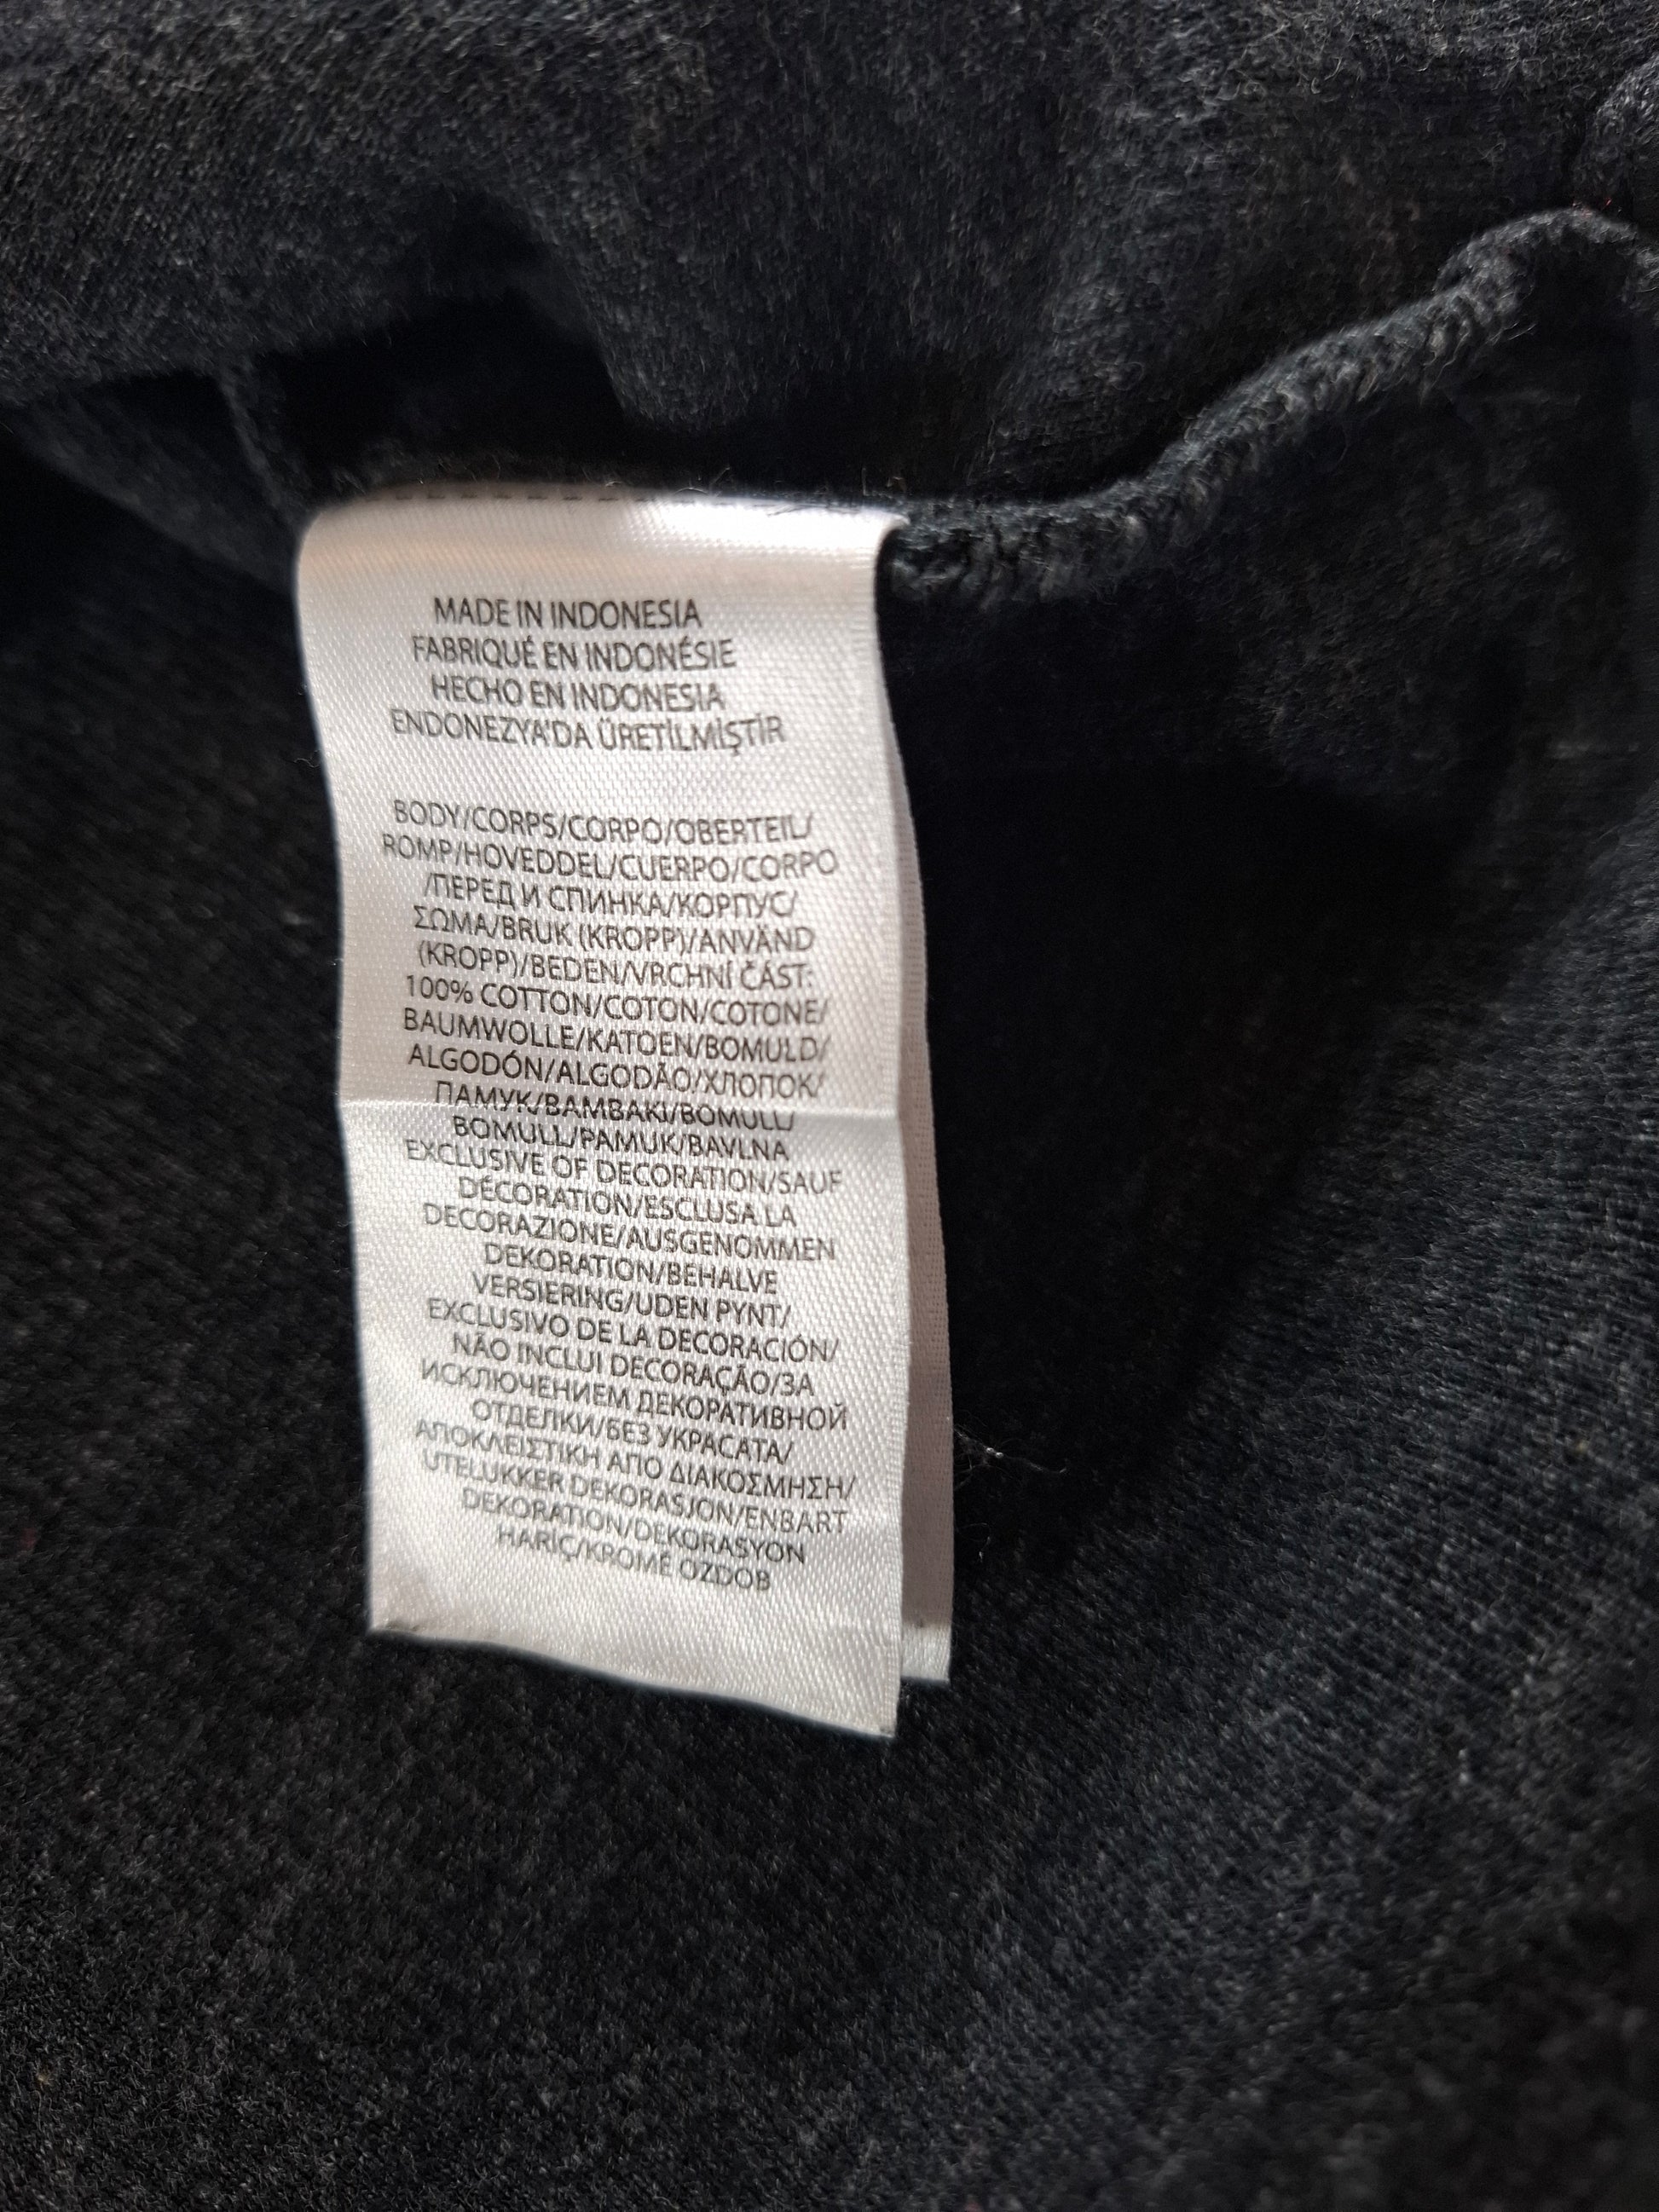 MADE IN INDONESIA
FABRIQUÉ EN INDONÉSIE
HECHO EN INDONESIA
ENDONEZYA'DA ÜRETİLMİŞTİR
BODY/CORPS/CORPO/OBERTEIL/
ROMP/HOVEDDEL/CUERPO/CORPO
/ПЕРЕД И СПИНКА/КОРПУС/
ΣΩΜΑ/BRUK (KROPP)/ANVÄND
(KROPP)/BEDEN/VRCHNÍ ČÁST:
100% COTTON/COTON/COTONE/
BAUMWOLLE/KATOEN/BOMULD/
ALGODÓN/ALGODÃO/ХЛОПОК/
ПАМУК/ΒΑΜΒΑΚΙ/BOMULL/
BOMULL/PAMUK/BAVLNA
EXCLUSIVE OF DECORATION/SAUF
DÉCORATION/ESCLUSA LA
DECORAZIONE/AUSGENOMMEN
DEKORATION/BEHALVE
VERSIERING/UDEN PYNT/
EXCLUSIVO DE LA DECORACIÓN/
NÃO INCLUI DECORAÇÃO/ЗА
ИСКЛЮЧЕНИЕМ ДЕКОРАТИВНОЙ
ОТДЕЛКИ/БЕЗ УКРАСАТА/
ΑΠΟΚΛΕΙΣΤΙΚΗ ΑΠΟ ΔΙΑΚΟΣΜΗΣΗ/
UTELUKKER DEKORASJON/ENBART
DEKORATION/DEKORASYON
HARİÇ/KROMĚ OZDOB